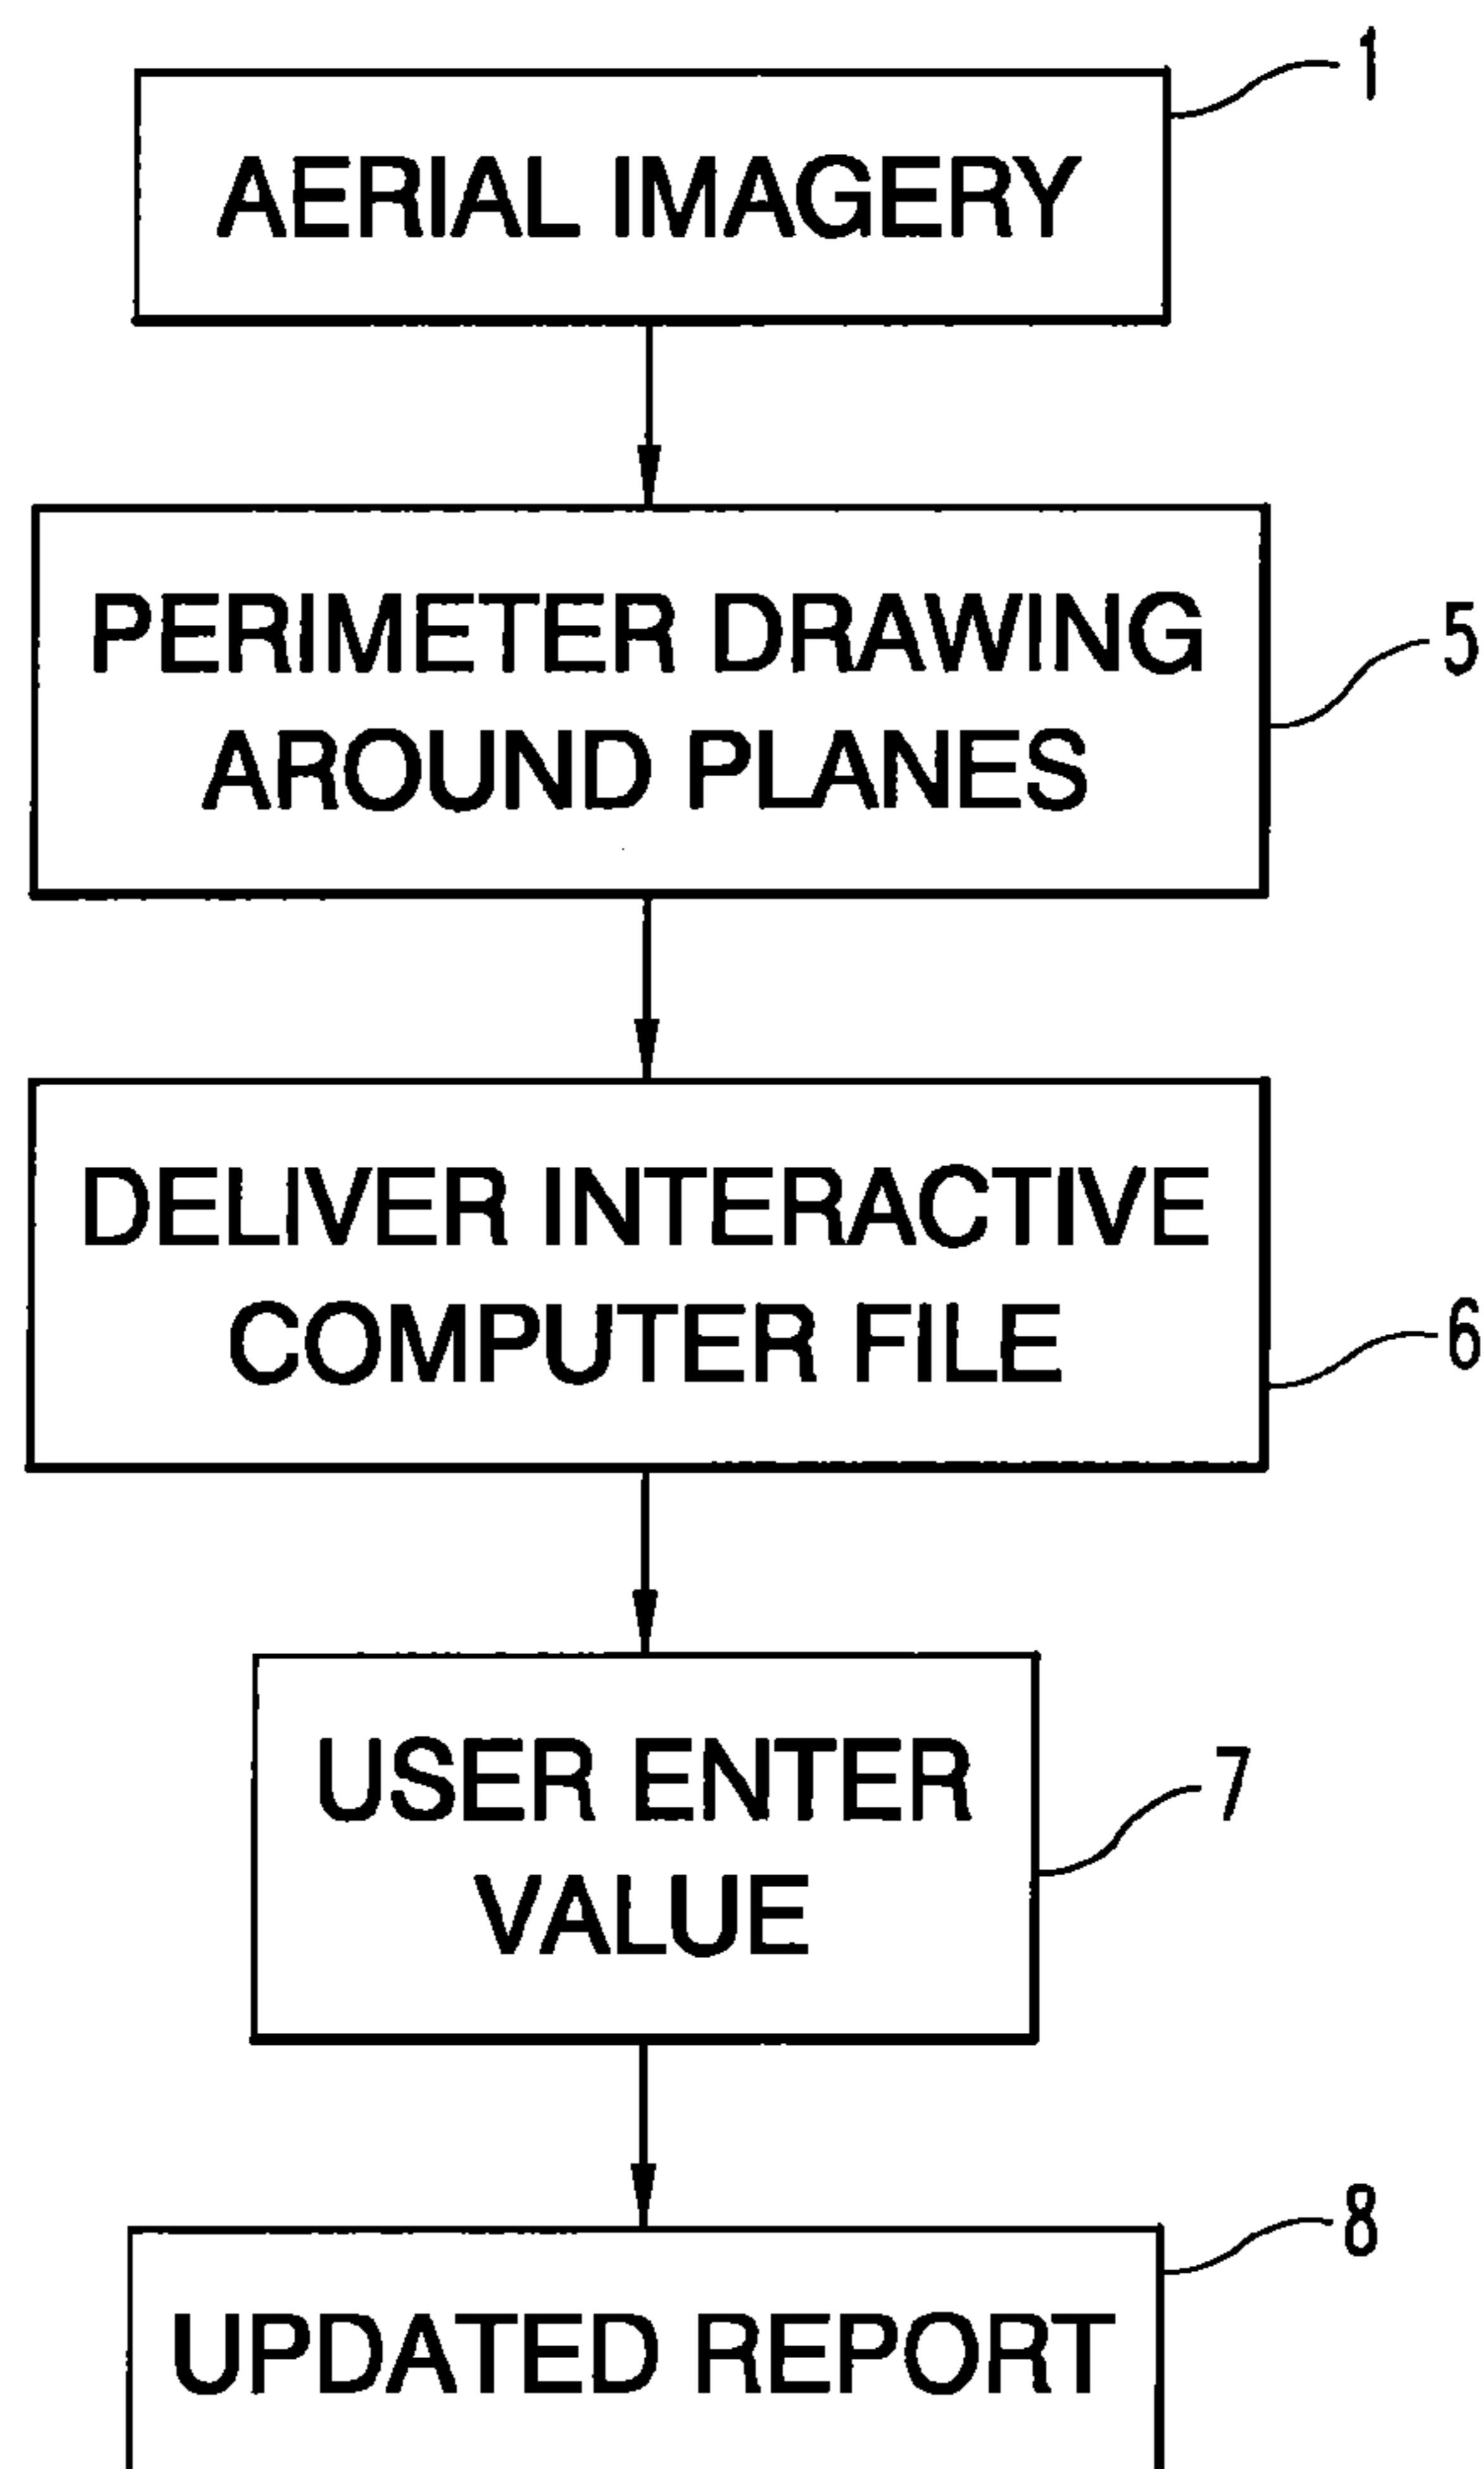 1
AERIAL IMAGERY
5
PERIMETER DRAWING
AROUND PLANES
DELIVER INTERACTIVE
COMPUTER FILE
6
USER ENTER
VALUE
7
8
UPDATED REPORT